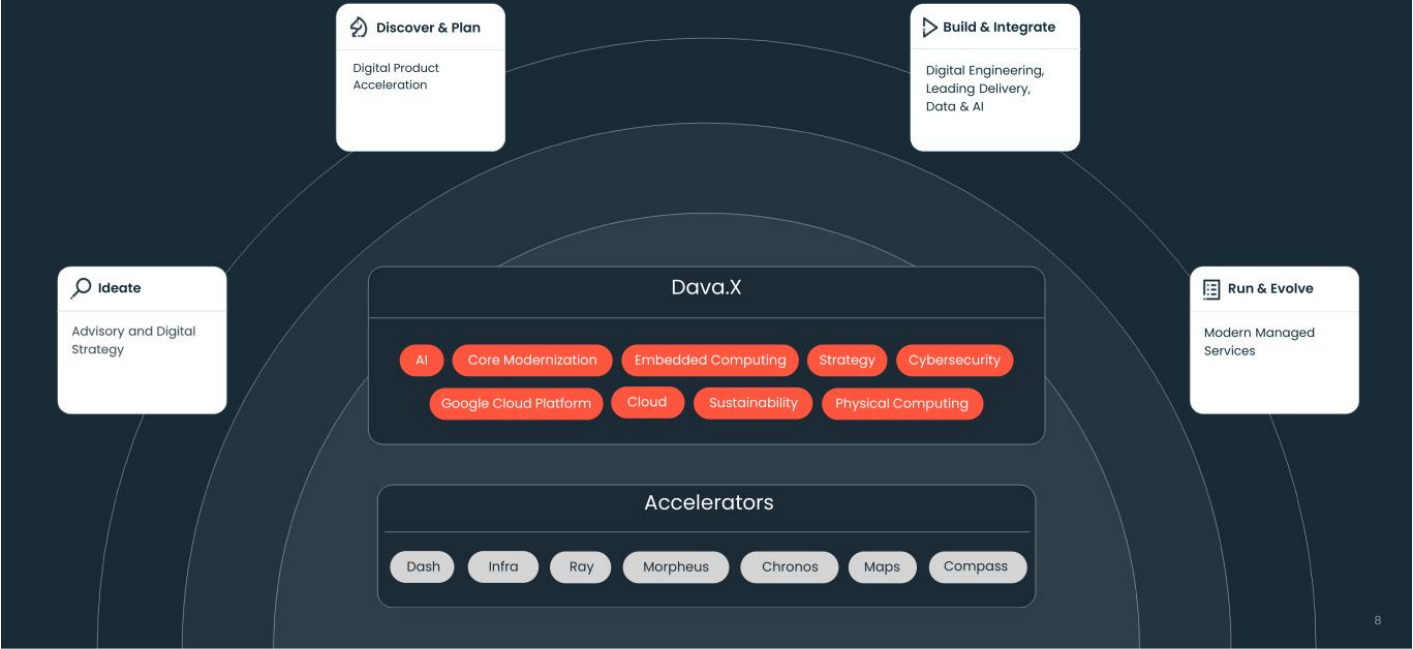 Discover & Plan
Digital Product
Acceleration
Build & Integrate
Digital Engineering,
Leading Delivery,
Data & AI
Ideate
Advisory and Digital
Strategy
Run & Evolve
Modern Managed
Services
Dava.X
AI Core Modernization Embedded Computing Strategy Cybersecurity
Google Cloud Platform Cloud Sustainability Physical Computing
Accelerators
Dash Infra Ray Morpheus Chronos Maps Compass
8